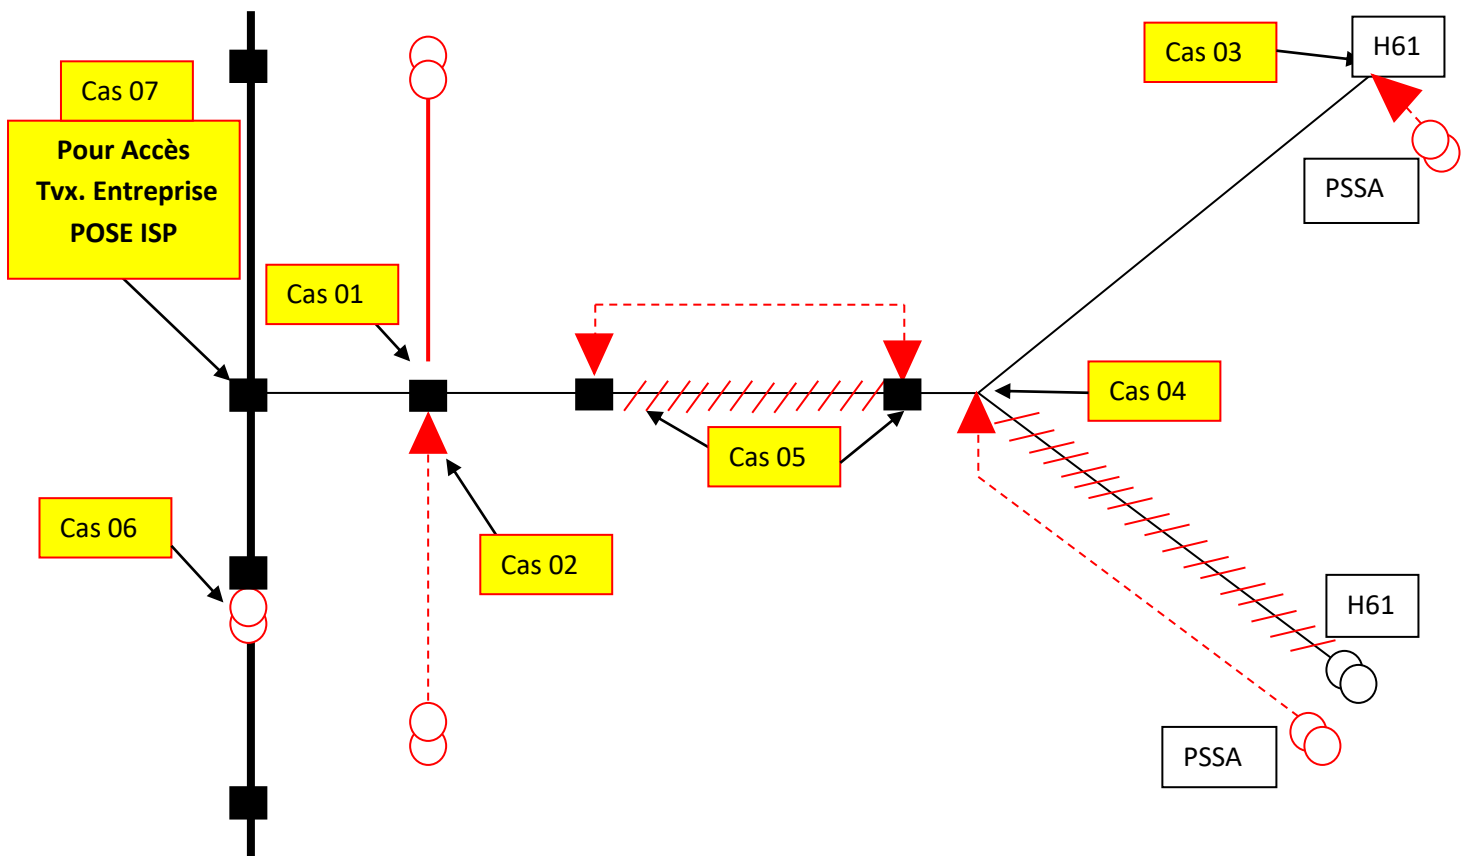 Cas 03
H61
Cas 07
Pour Accès
Tvx. Entreprise
POSE ISP
PSSA
Cas 01
Cas 04
Cas 05
Cas 06
Cas 02
H61
PSSA